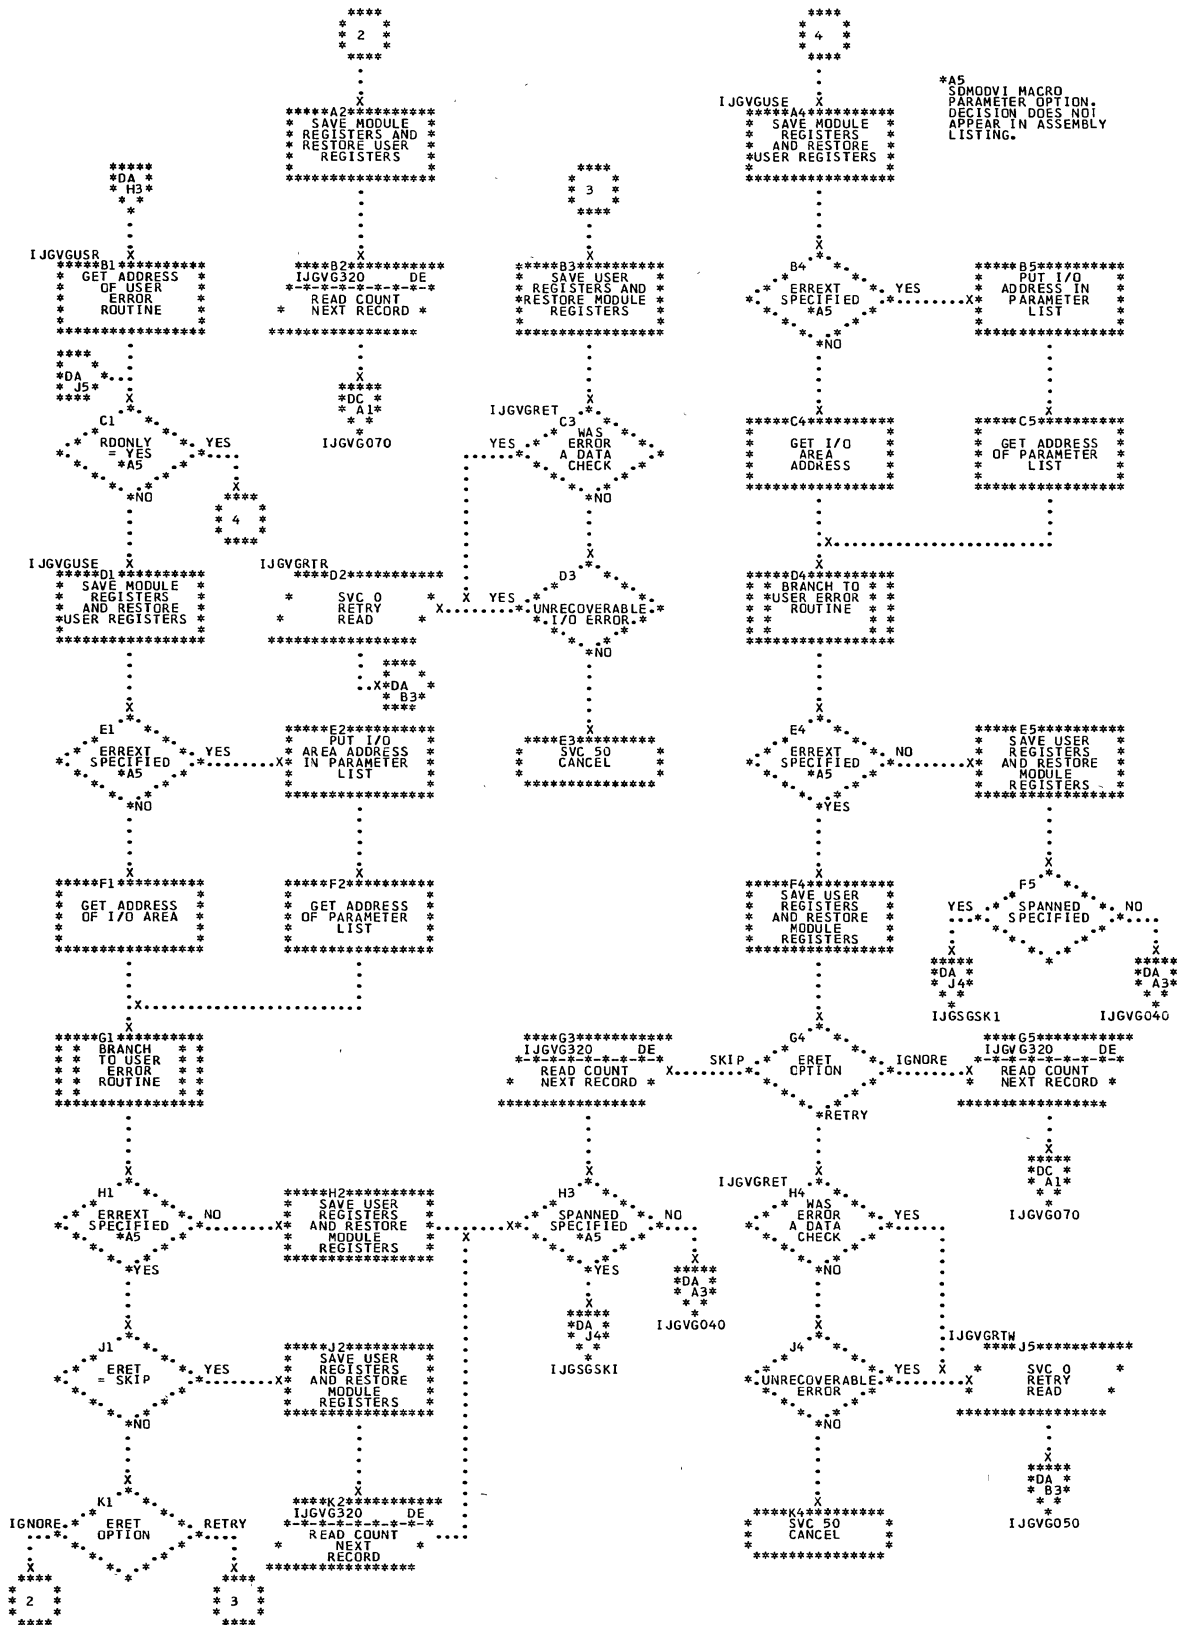 2
4
*A5
SDMODVI MACRO
PARAMETER OPTION.
DECISION DOES NOT
APPEAR IN ASSEMBLY
LISTING.
A2
SAVE MODULE
REGISTERS AND
RESTORE USER
REGISTERS
IJGVGUSE
A4
SAVE MODULE
REGISTERS
AND RESTORE
USER REGISTERS
DA
H3
3
IJGVGUSR
B1
GET ADDRESS
OF USER
ERROR
ROUTINE
B2
IJGVG320 DE
READ COUNT
NEXT RECORD
B3
SAVE USER
REGISTERS AND
RESTORE MODULE
REGISTERS
B4
ERREXT
SPECIFIED
*A5
YES
NO
B5
PUT I/O
ADDRESS IN
PARAMETER
LIST
DA
J5
DC
A1
IJGVG070
C1
RDONLY
= YES
*A5
YES
NO
4
IJGVGRET
C3
WAS
ERROR
A DATA
CHECK
YES
NO
C4
GET I/O
AREA
ADDRESS
C5
GET ADDRESS
OF PARAMETER
LIST
IJGVGUSE
D1
SAVE MODULE
REGISTERS
AND RESTORE
USER REGISTERS
IJGVGRTR
D2
SVC 0
RETRY
READ
D3
UNRECOVERABLE
I/O ERROR
YES
NO
D4
BRANCH TO
USER ERROR
ROUTINE
DA
B3
E1
ERREXT
SPECIFIED
*A5
YES
NO
E2
PUT I/O
AREA ADDRESS
IN PARAMETER
LIST
E3
SVC 50
CANCEL
E4
ERREXT
SPECIFIED
*A5
NO
YES
E5
SAVE USER
REGISTERS
AND RESTORE
MODULE
REGISTERS
F1
GET ADDRESS
OF I/O AREA
F2
GET ADDRESS
OF PARAMETER
LIST
F4
SAVE USER
REGISTERS
AND RESTORE
MODULE
REGISTERS
F5
SPANNED
SPECIFIED
YES
NO
DA
J4
IJGSGSK1
DA
A3
IJGVG040
G1
BRANCH
TO USER
ERROR
ROUTINE
G3
IJGVG320 DE
READ COUNT
NEXT RECORD
G4
ERET
OPTION
SKIP
IGNORE
RETRY
G5
IJGVG320 DE
READ COUNT
NEXT RECORD
DC
A1
IJGVG070
H1
ERREXT
SPECIFIED
*A5
NO
YES
H2
SAVE USER
REGISTERS
AND RESTORE
MODULE
REGISTERS
H3
SPANNED
SPECIFIED
*A5
NO
YES
DA
A3
IJGVG040
DA
J4
IJGSGSKI
IJGVGRET
H4
WAS
ERROR
A DATA
CHECK
YES
NO
J1
ERET
= SKIP
YES
NO
J2
SAVE USER
REGISTERS
AND RESTORE
MODULE
REGISTERS
J4
UNRECOVERABLE
ERROR
YES
NO
IJGVGRTW
J5
SVC 0
RETRY
READ
DA
B3
IJGVG050
K1
ERET
OPTION
IGNORE
RETRY
2
3
K2
IJGVG320 DE
READ COUNT
NEXT
RECORD
K4
SVC 50
CANCEL